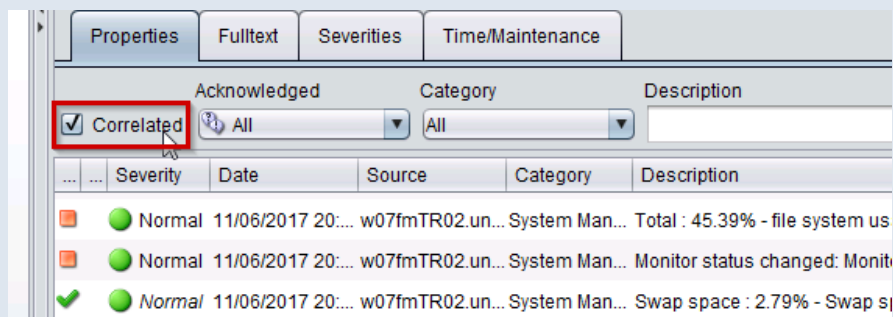 Properties Fulltext Severities Time/Maintenance
Acknowledged Category Description
Correlated All All
... ... Severity Date Source Category Description
Normal 11/06/2017 20:... w07fmTR02.un... System Man... Total : 45.39% - file system us
Normal 11/06/2017 20:... w07fmTR02.un... System Man... Monitor status changed: Monit
Normal 11/06/2017 20:... w07fmTR02.un... System Man... Swap space : 2.79% - Swap s